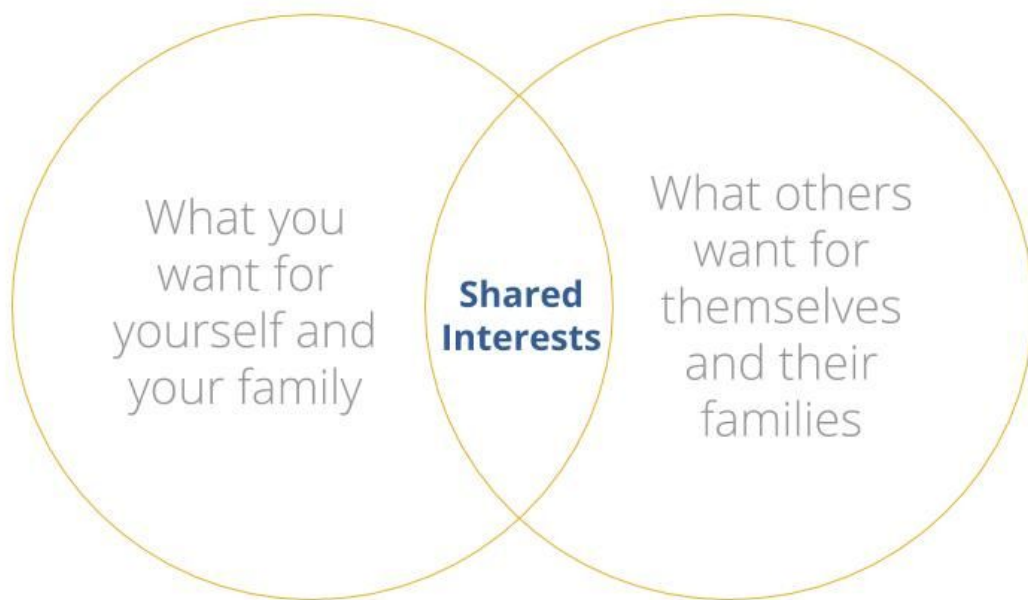 What you
want for
yourself and
your family
Shared
Interests
What others
want for
themselves
and their
families